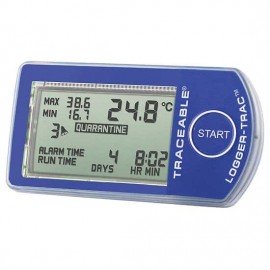 MAX 38.6 24.8 °C
MIN 16.7
QUARANTINE
3
ALARM TIME 4 8:02
RUN TIME DAYS HR MIN
TRACEABLE®
START
LOGGER-TRAC™